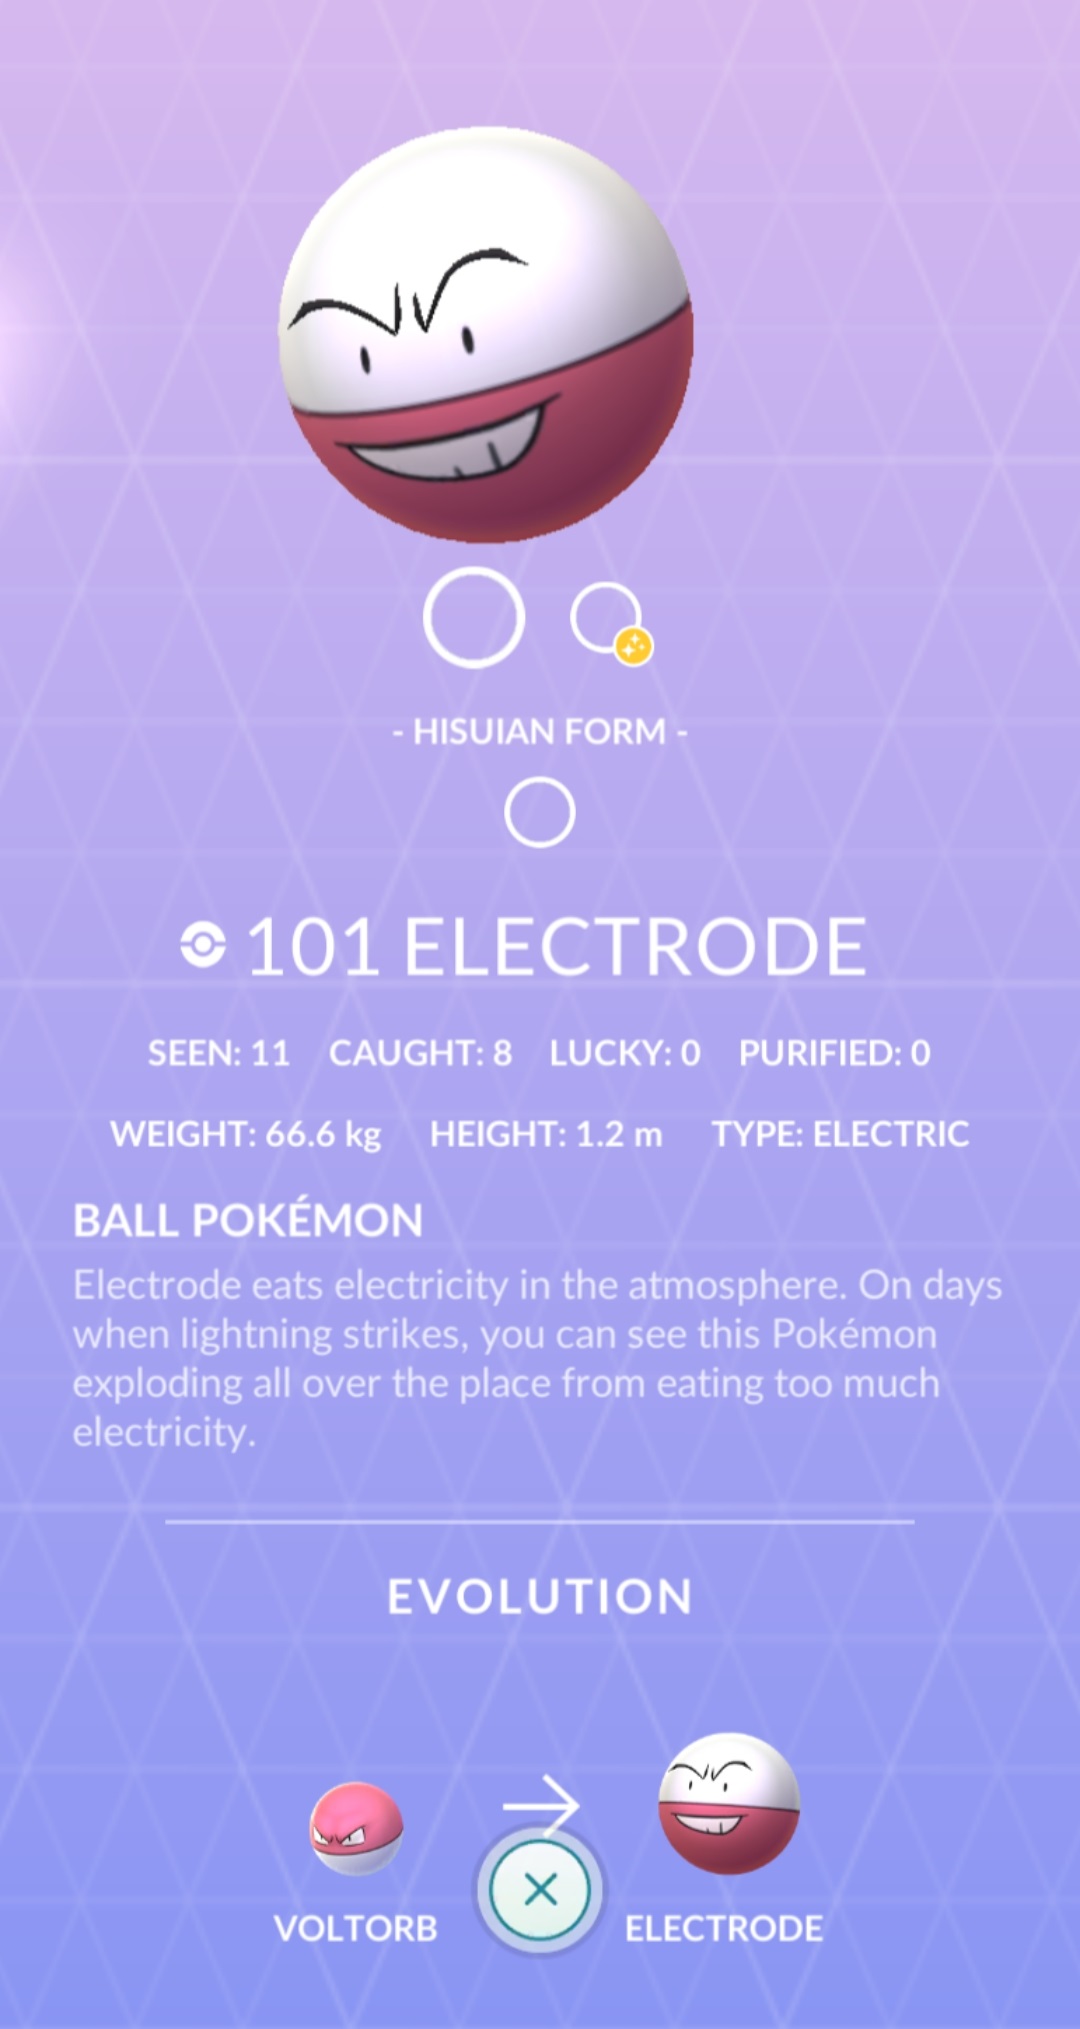 - HISUIAN FORM -
101 ELECTRODE
SEEN: 11 CAUGHT: 8 LUCKY: 0 PURIFIED: 0
WEIGHT: 66.6 kg HEIGHT: 1.2 m TYPE: ELECTRIC
BALL POKÉMON
Electrode eats electricity in the atmosphere. On days
when lightning strikes, you can see this Pokémon
exploding all over the place from eating too much
electricity.
EVOLUTION
VOLTORB ELECTRODE